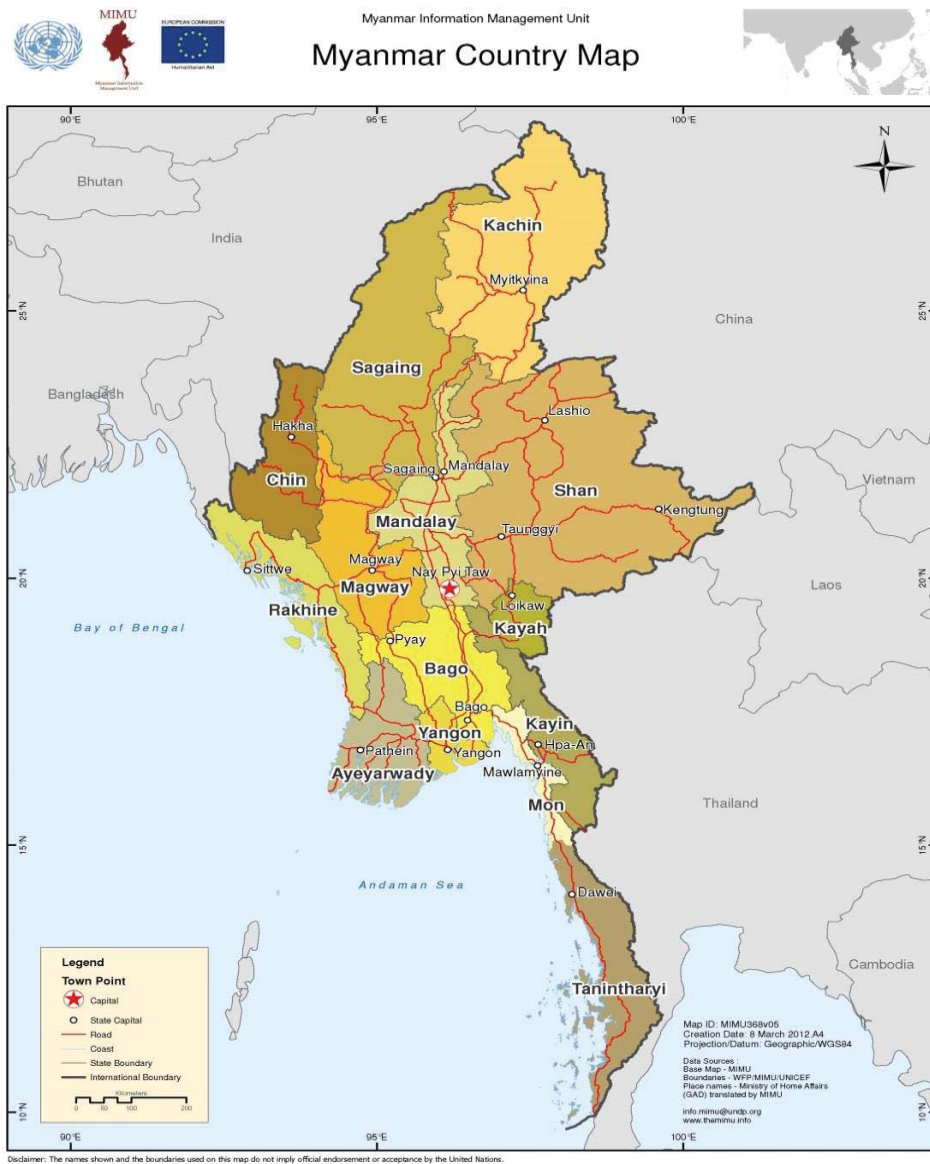 Myanmar Information Management Unit
Myanmar Country Map
MIMU
Myanmar Information
Management Unit
EUROPEAN COMMISSION
Humanitarian Aid
90°E
95°E
100°E
N
Bhutan
India
Kachin
Myitkyina
25°N
25°N
China
Sagaing
Bangladesh
Hakha
Lashio
Sagaing
Mandalay
Chin
Shan
Vietnam
Kengtung
Mandalay
Taunggyi
Magway
Nay Pyi Taw
20°N
20°N
Sittwe
Magway
Laos
Rakhine
Loikaw
Kayah
Bay of Bengal
Pyay
Bago
Bago
Kayin
Yangon
Hpa-An
Pathein
Yangon
Ayeyarwady
Mawlamyine
Mon
Thailand
15°N
15°N
Andaman Sea
Dawei
Cambodia
Tanintharyi
Legend
Town Point
Capital
State Capital
Road
Coast
State Boundary
International Boundary
Kilometers
0 50 100 200
Map ID: MIMU368v05
Creation Date: 8 March 2012.A4
Projection/Datum: Geographic/WGS84
Data Sources :
Base Map - MIMU
Boundaries - WFP/MIMU/UNICEF
Place names - Ministry of Home Affairs
(GAD) translated by MIMU
info.mimu@undp.org
www.themimu.info
10°N
10°N
90°E
95°E
100°E
Disclaimer: The names shown and the boundaries used on this map do not imply official endorsement or acceptance by the United Nations.